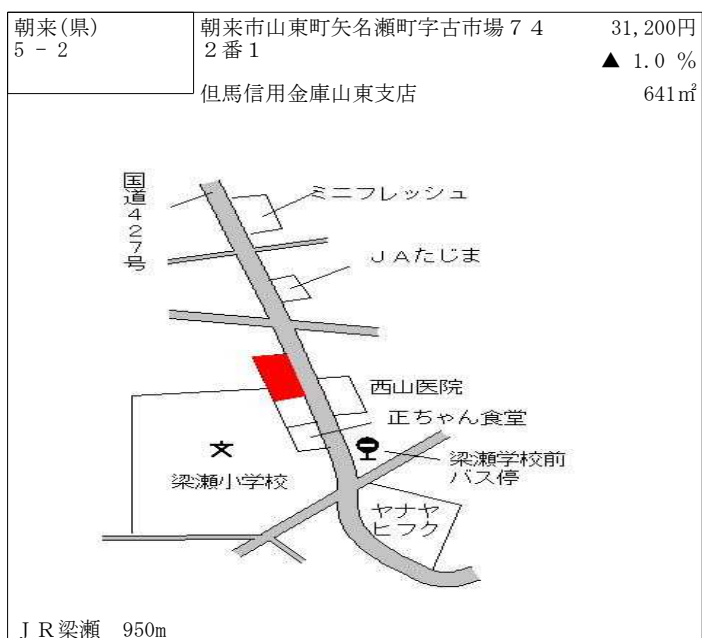 朝来(県)
5 - 2
朝来市山東町矢名瀬町字古市場７４
２番１
31,200円
▲ 1.0 %
但馬信用金庫山東支店
641㎡
国道427号
ミニフレッシュ
ＪＡたじま
西山医院
正ちゃん食堂
文
梁瀬小学校
梁瀬学校前
バス停
ヤナヤ
ヒフク
ＪＲ梁瀬　950m